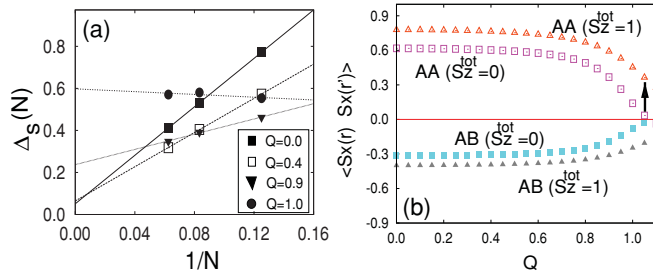 (a)
Δs(N)
0.8
0.6
0.4
0.2
0.0
0.00 0.04 0.08 0.12 0.16
1/N
Q=0.0
Q=0.4
Q=0.9
Q=1.0
<Sx(r) Sx(r')>
0.9
0.6
0.3
0.0
-0.3
-0.6
-0.9
AA (Sz^tot=1)
AA (Sz^tot=0)
AB (Sz^tot=0)
AB (Sz^tot=1)
(b)
0.0 0.2 0.4 0.6 0.8 1.0
Q